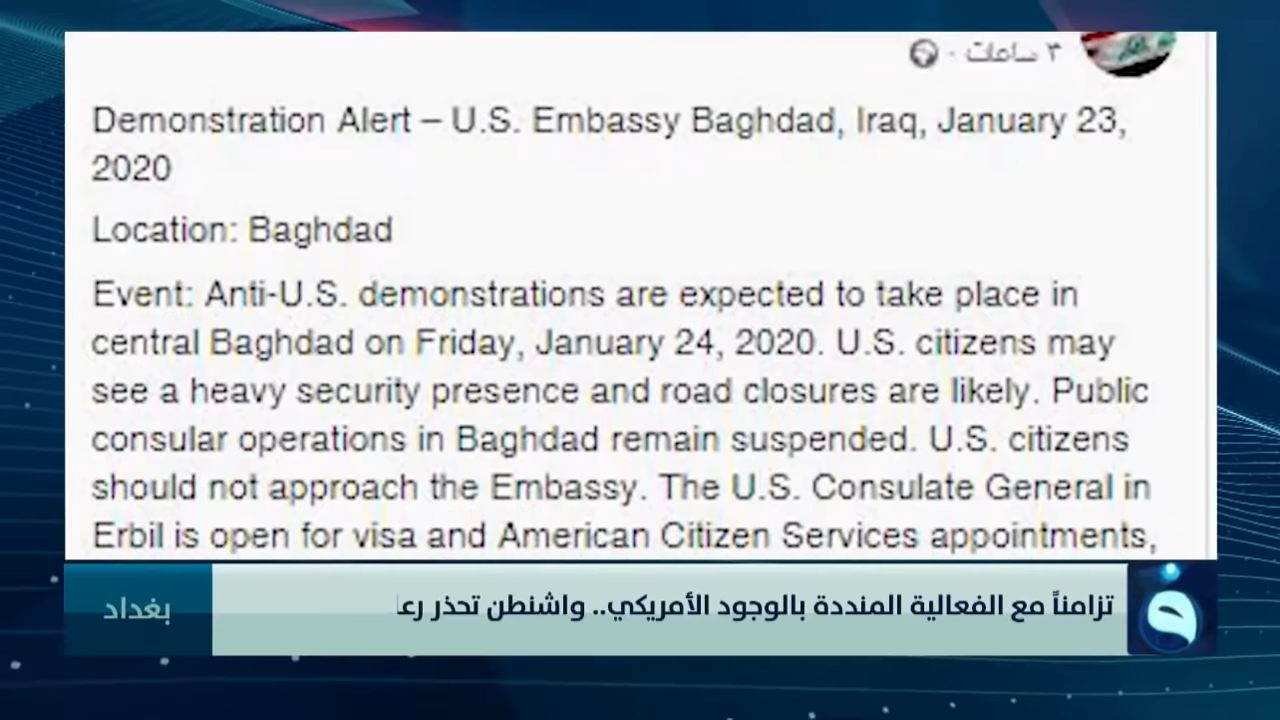 ٣ ساعات ·
Demonstration Alert – U.S. Embassy Baghdad, Iraq, January 23,
2020
Location: Baghdad
Event: Anti-U.S. demonstrations are expected to take place in
central Baghdad on Friday, January 24, 2020. U.S. citizens may
see a heavy security presence and road closures are likely. Public
consular operations in Baghdad remain suspended. U.S. citizens
should not approach the Embassy. The U.S. Consulate General in
Erbil is open for visa and American Citizen Services appointments,
تزامناً مع الفعالية المنددة بالوجود الأمريكي.. واشنطن تحذر رعا
بغداد